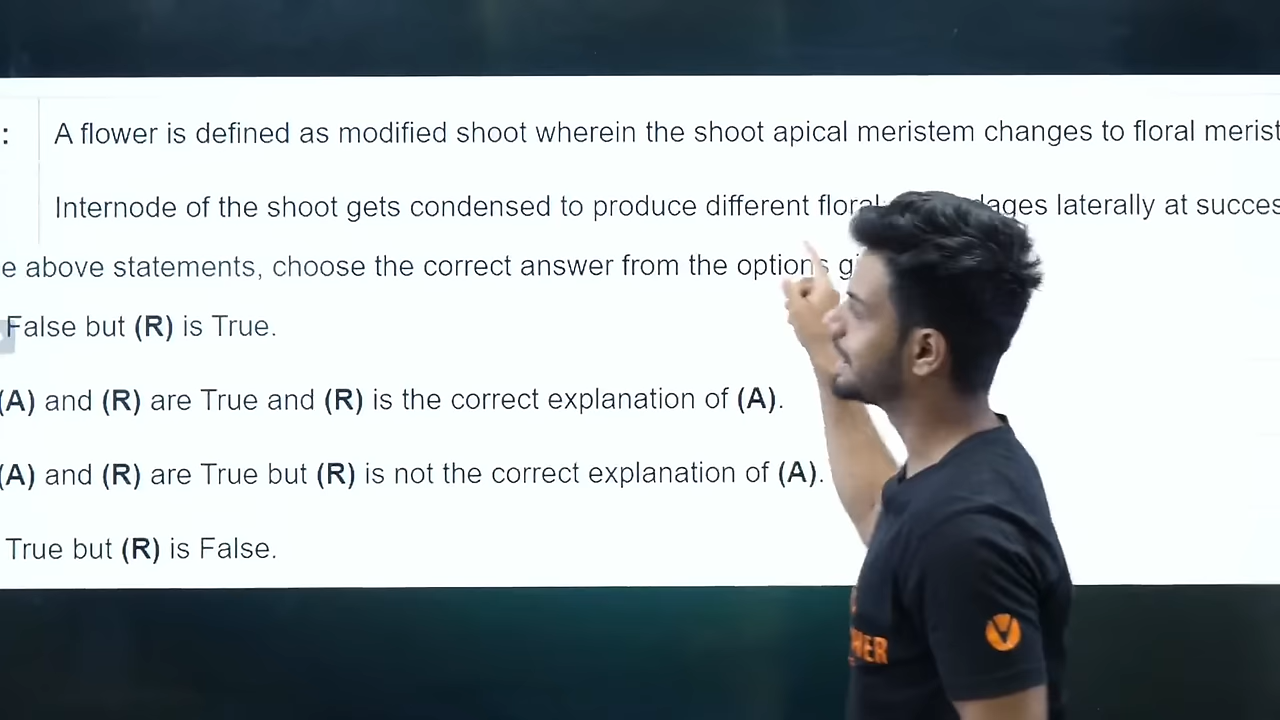 : A flower is defined as modified shoot wherein the shoot apical meristem changes to floral
Internode of the shoot gets condensed to produce different floral laterally at
above statements, choose the correct answer from the options
False but (R) is True.
(A) and (R) are True and (R) is the correct explanation of (A).
(A) and (R) are True but (R) is not the correct explanation of (A).
True but (R) is False.